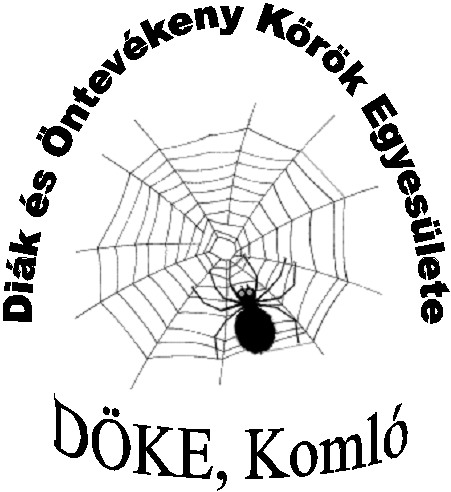 Diák és Öntevékeny Körök Egyesülete
DÖKE, Komló